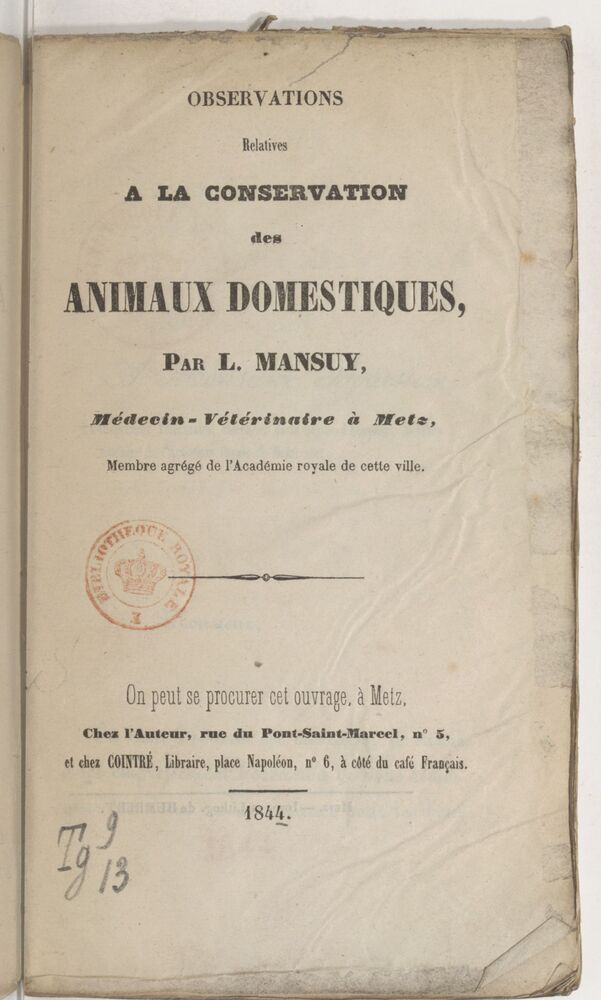 OBSERVATIONS
Relatives
A LA CONSERVATION
des
ANIMAUX DOMESTIQUES,
PAR L. MANSUY,
Médecin-Vétérinaire à Metz,
Membre agrégé de l'Académie royale de cette ville.
BIBLIOTHEQUE ROYALE
On peut se procurer cet ouvrage, à Metz,
Chez l'Auteur, rue du Pont-Saint-Marcel, n° 5,
et chez COINTRÉ, Libraire, place Napoléon, n° 6, à côté du café Français.
1844.
Tg 9
13